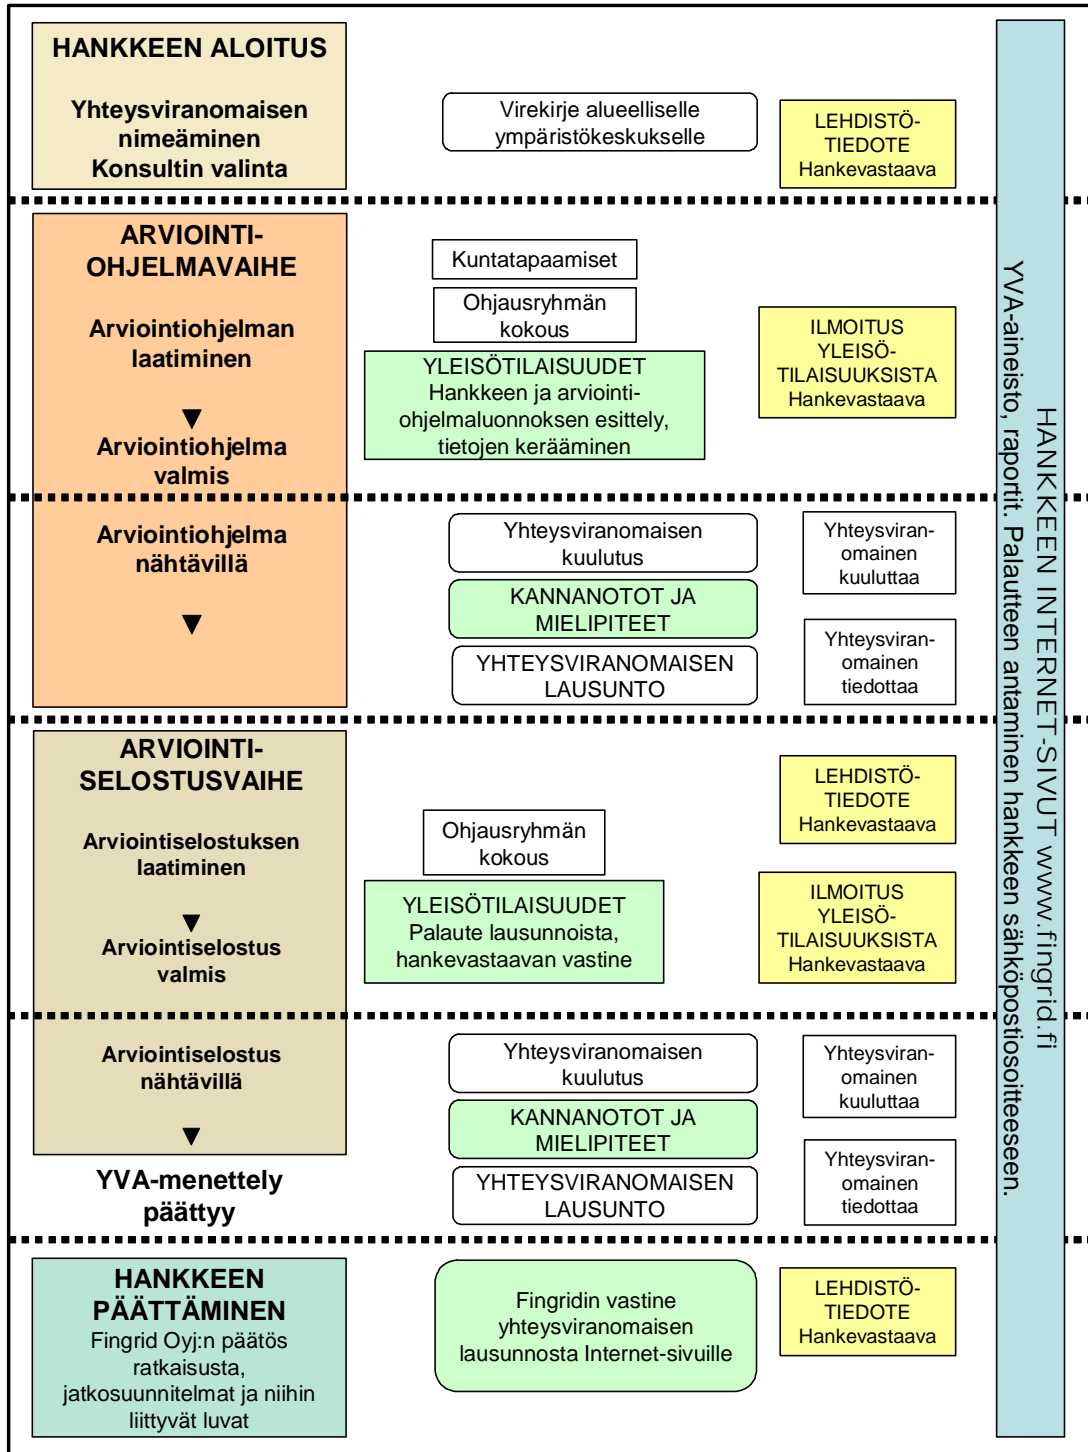 HANKKEEN ALOITUS
Yhteysviranomaisen
nimeäminen
Konsultin valinta
Virekirje alueelliselle
ympäristökeskukselle
LEHDISTÖ-
TIEDOTE
Hankevastaava
ARVIOINTI-
OHJELMAVAIHE
Arviointiohjelman
laatiminen
▼
Arviointiohjelma
valmis
Kuntatapaamiset
Ohjausryhmän
kokous
YLEISÖTILAISUUDET
Hankkeen ja arviointi-
ohjelmaluonnoksen esittely,
tietojen kerääminen
ILMOITUS
YLEISÖ-
TILAISUUKSISTA
Hankevastaava
Arviointiohjelma
nähtävillä
▼
Yhteysviranomaisen
kuulutus
KANNANOTOT JA
MIELIPITEET
YHTEYSVIRANOMAISEN
LAUSUNTO
Yhteysviran-
omainen
kuuluttaa
Yhteysviran-
omainen
tiedottaa
ARVIOINTI-
SELOSTUSVAIHE
Arviointiselostuksen
laatiminen
▼
Arviointiselostus
valmis
Ohjausryhmän
kokous
YLEISÖTILAISUUDET
Palaute lausunnoista,
hankevastaavan vastine
LEHDISTÖ-
TIEDOTE
Hankevastaava
ILMOITUS
YLEISÖ-
TILAISUUKSISTA
Hankevastaava
Arviointiselostus
nähtävillä
▼
YVA-menettely
päättyy
Yhteysviranomaisen
kuulutus
KANNANOTOT JA
MIELIPITEET
YHTEYSVIRANOMAISEN
LAUSUNTO
Yhteysviran-
omainen
kuuluttaa
Yhteysviran-
omainen
tiedottaa
HANKKEEN
PÄÄTTÄMINEN
Fingrid Oyj:n päätös
ratkaisusta,
jatkosuunnitelmat ja niihin
liittyvät luvat
Fingridin vastine
yhteysviranomaisen
lausunnosta Internet-sivuille
LEHDISTÖ-
TIEDOTE
Hankevastaava
HANKKEEN INTERNET-SIVUT www.fingrid.fi
YVA-aineisto, raportit. Palautteen antaminen hankkeen sähköpostiosoitteeseen.